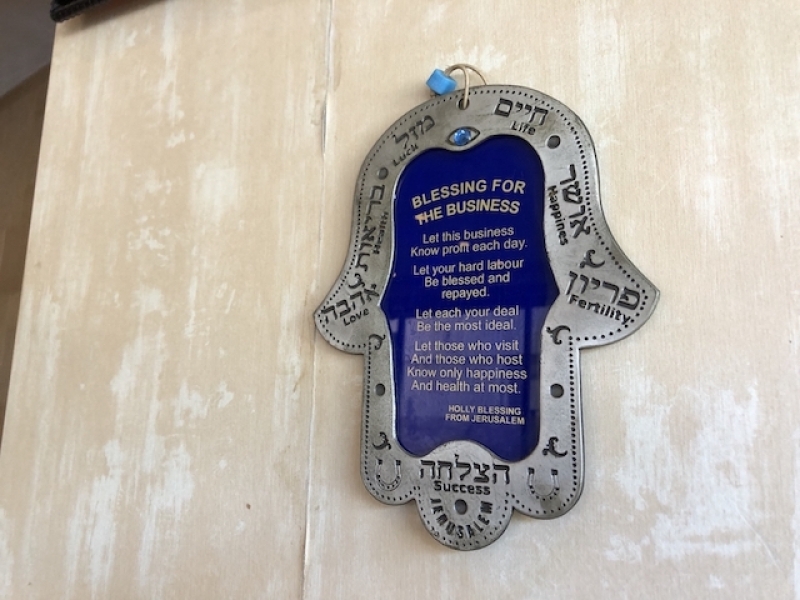 מזל
Luck
חיים
Life
בריאות
Health
אושר
Happines
אהבה
Love
פריון
Fertility
BLESSING FOR
THE BUSINESS
Let this business
Know profit each day.
Let your hard labour
Be blessed and
repayed.
Let each your deal
Be the most ideal.
Let those who visit
And those who host
Know only happiness
And health at most.
HOLLY BLESSING
FROM JERUSALEM
הצלחה
Success
JERUSALEM